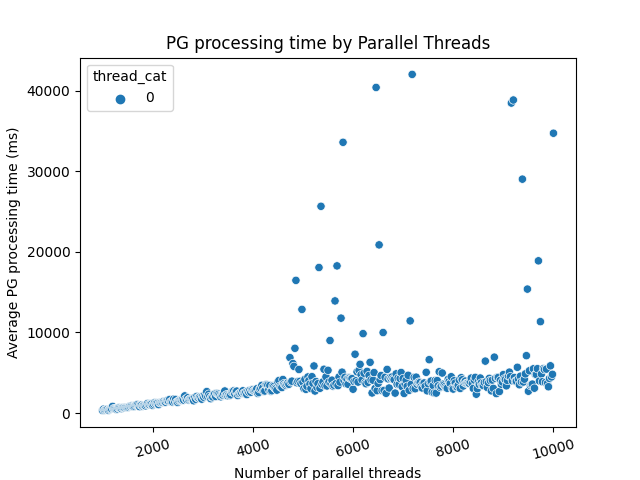 PG processing time by Parallel Threads
thread_cat
0
40000
30000
20000
10000
0
Average PG processing time (ms)
2000 4000 6000 8000 10000
Number of parallel threads